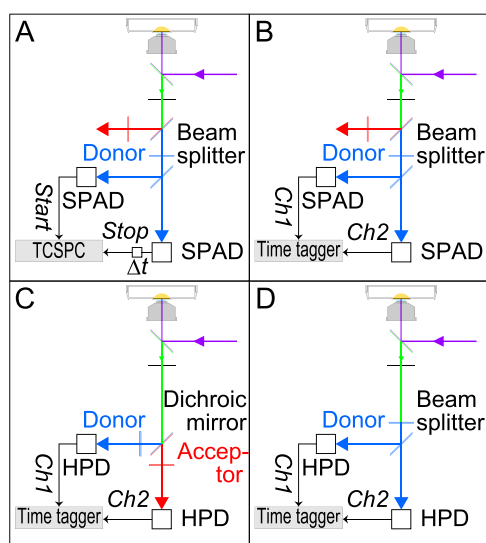 A
Beam
splitter
Donor
SPAD
Start
Stop
TCSPC
Δt
SPAD
B
Beam
splitter
Donor
SPAD
Ch1
Ch2
Time tagger
SPAD
C
Dichroic
mirror
Donor
Accep-
tor
HPD
Ch1
Ch2
Time tagger
HPD
D
Beam
splitter
Donor
HPD
Ch1
Ch2
Time tagger
HPD